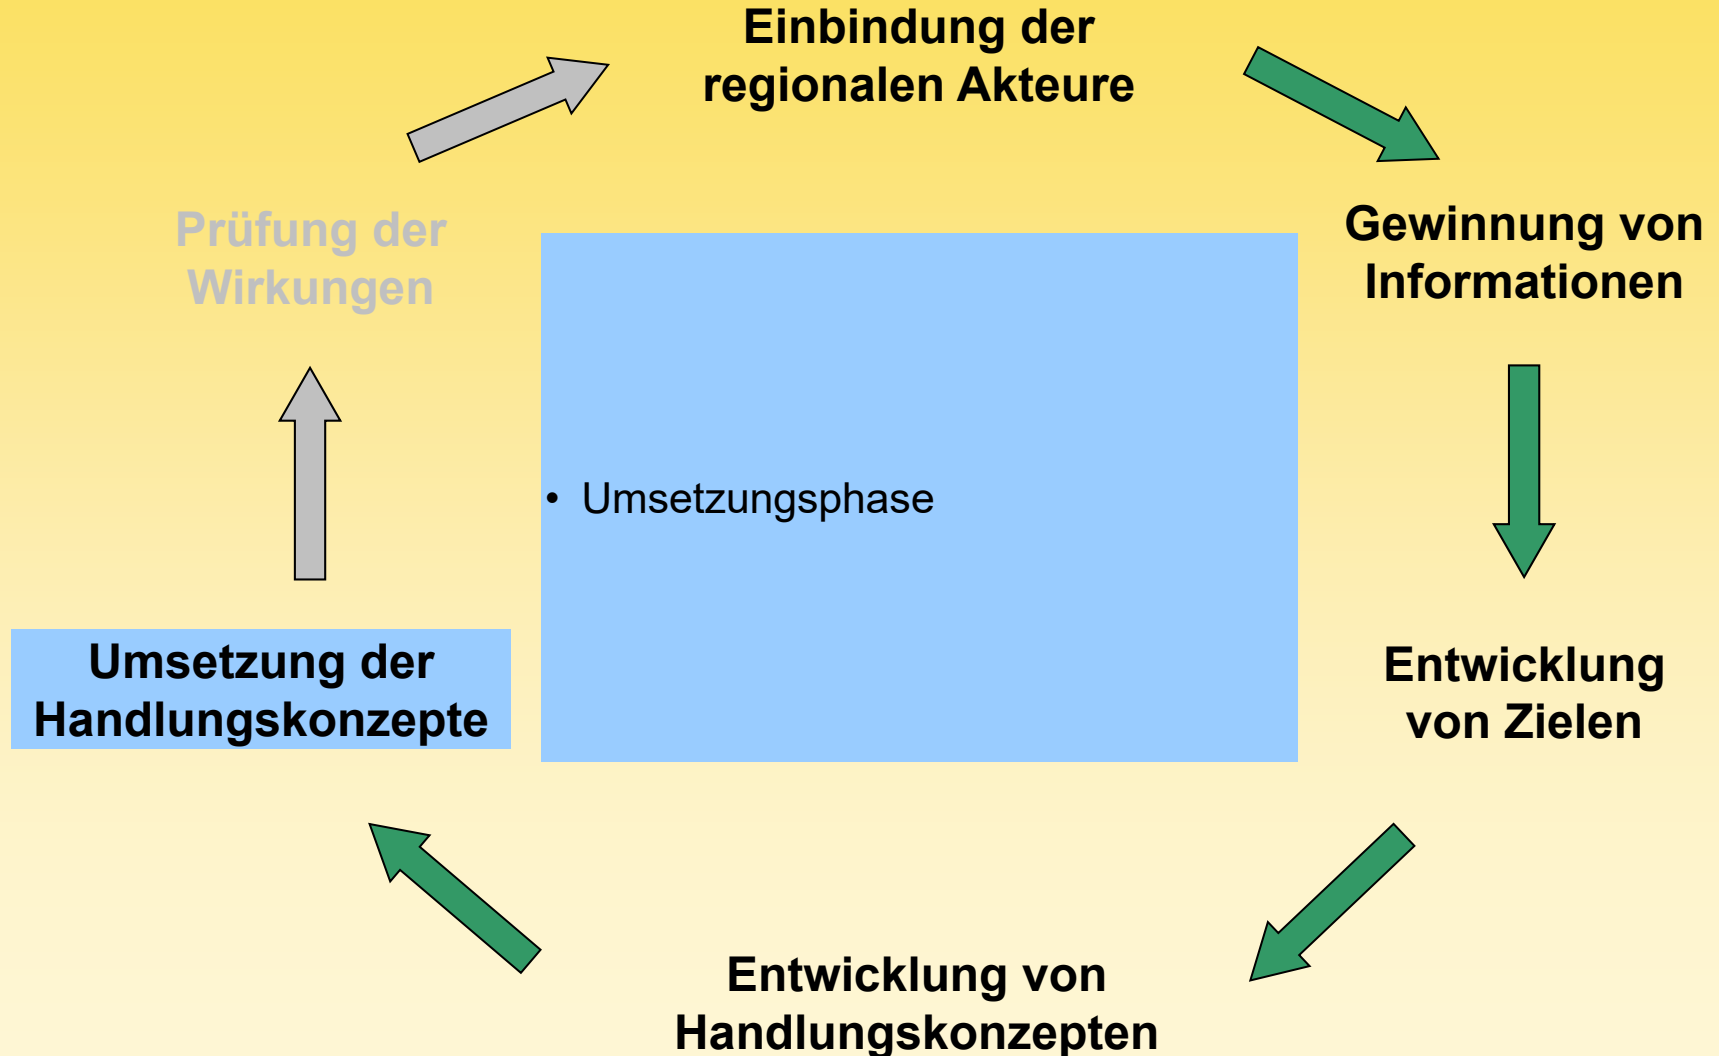 Einbindung der
regionalen Akteure
Gewinnung von
Informationen
Entwicklung
von Zielen
Entwicklung von
Handlungskonzepten
Umsetzung der
Handlungskonzepte
Prüfung der
Wirkungen
• Umsetzungsphase